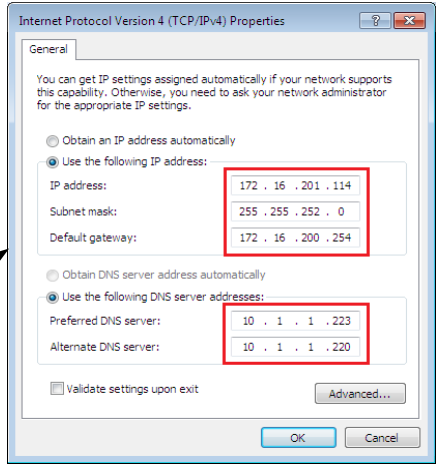 Internet Protocol Version 4 (TCP/IPv4) Properties
General
You can get IP settings assigned automatically if your network supports
this capability. Otherwise, you need to ask your network administrator
for the appropriate IP settings.
Obtain an IP address automatically
Use the following IP address:
IP address: 172 . 16 . 201 . 114
Subnet mask: 255 . 255 . 252 . 0
Default gateway: 172 . 16 . 200 . 254
Obtain DNS server address automatically
Use the following DNS server addresses:
Preferred DNS server: 10 . 1 . 1 . 223
Alternate DNS server: 10 . 1 . 1 . 220
Validate settings upon exit
Advanced...
OK Cancel